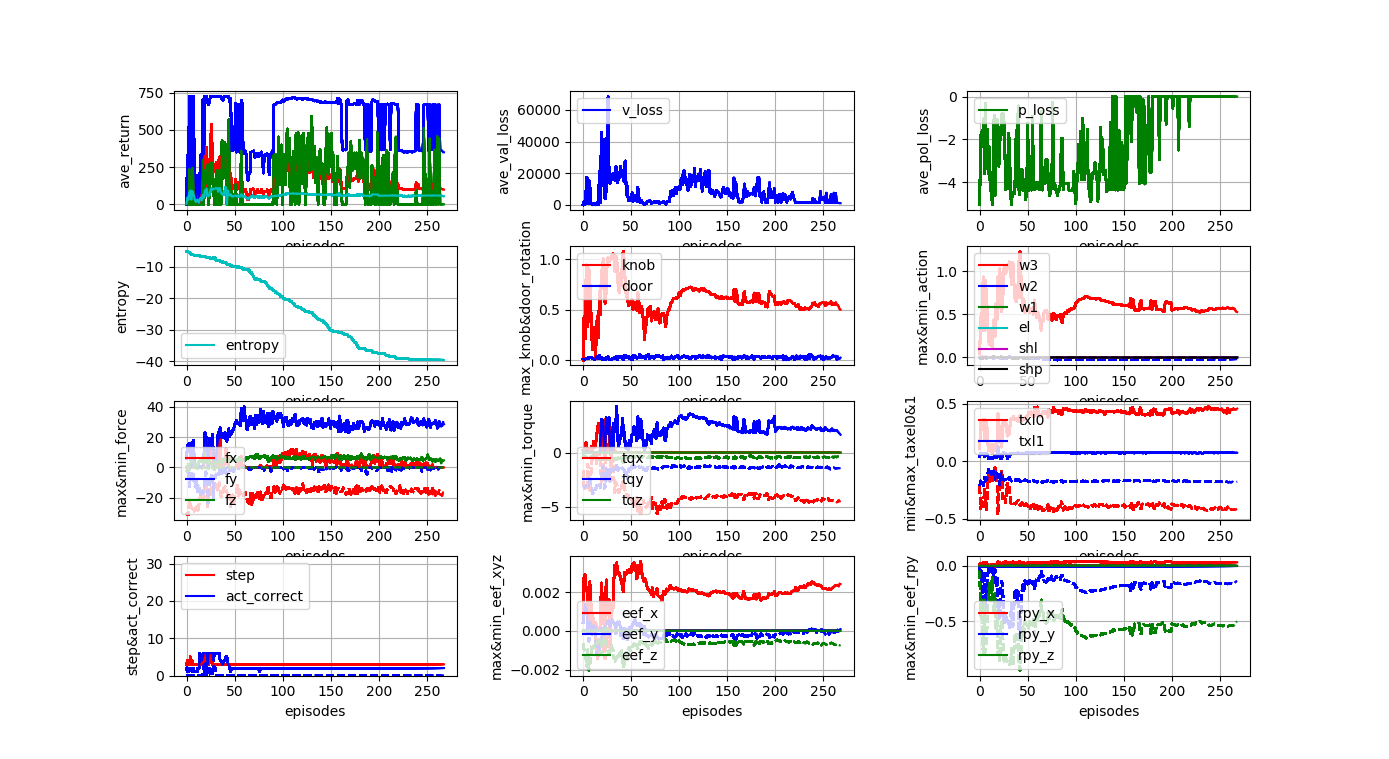 ave_return
750
500
250
0
0 50 100 150 200 250
episodes
ave_val_loss
60000
40000
20000
0
v_loss
0 50 100 150 200 250
episodes
ave_pol_loss
0
−2
−4
p_loss
0 50 100 150 200 250
episodes
entropy
−10
−20
−30
−40
entropy
0 50 100 150 200 250
episodes
max_knob&door_rotation
1.0
0.5
0.0
knob
door
0 50 100 150 200 250
episodes
max&min_action
1.0
0.5
0.0
w3
w2
w1
el
shl
shp
0 50 100 150 200 250
episodes
max&min_force
40
20
0
−20
fx
fy
fz
0 50 100 150 200 250
episodes
max&min_torque
0
−5
tqx
tqy
tqz
0 50 100 150 200 250
episodes
min&max_taxel0&1
0.5
0.0
−0.5
txl0
txl1
0 50 100 150 200 250
episodes
step&act_correct
30
20
10
0
step
act_correct
0 50 100 150 200 250
episodes
max&min_eef_xyz
0.002
0.000
−0.002
eef_x
eef_y
eef_z
0 50 100 150 200 250
episodes
max&min_eef_rpy
0.0
−0.5
rpy_x
rpy_y
rpy_z
0 50 100 150 200 250
episodes